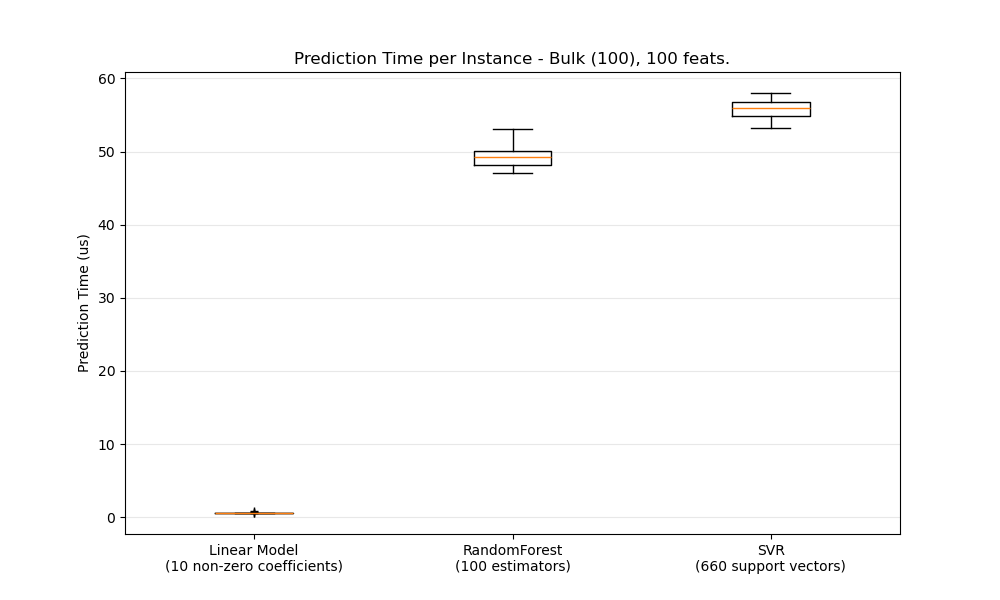 Prediction Time per Instance - Bulk (100), 100 feats.
60
50
40
30
20
10
0
Prediction Time (us)
Linear Model
(10 non-zero coefficients)
RandomForest
(100 estimators)
SVR
(660 support vectors)